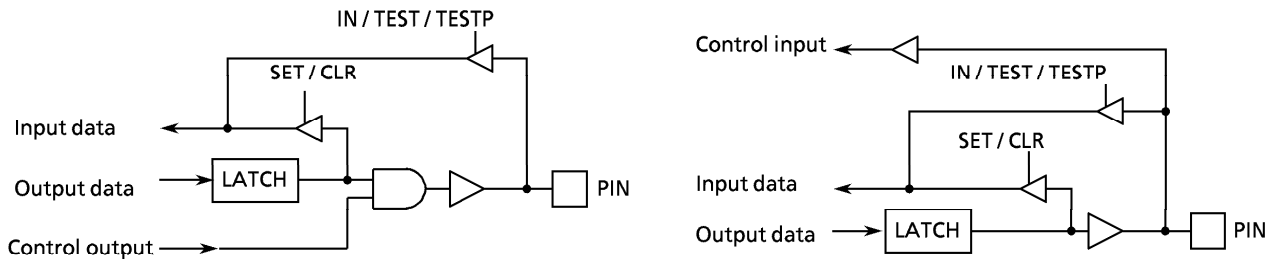 IN / TEST / TESTP
SET / CLR
Input data
LATCH
Output data
PIN
Control output
Control input
IN / TEST / TESTP
SET / CLR
Input data
LATCH
Output data
PIN